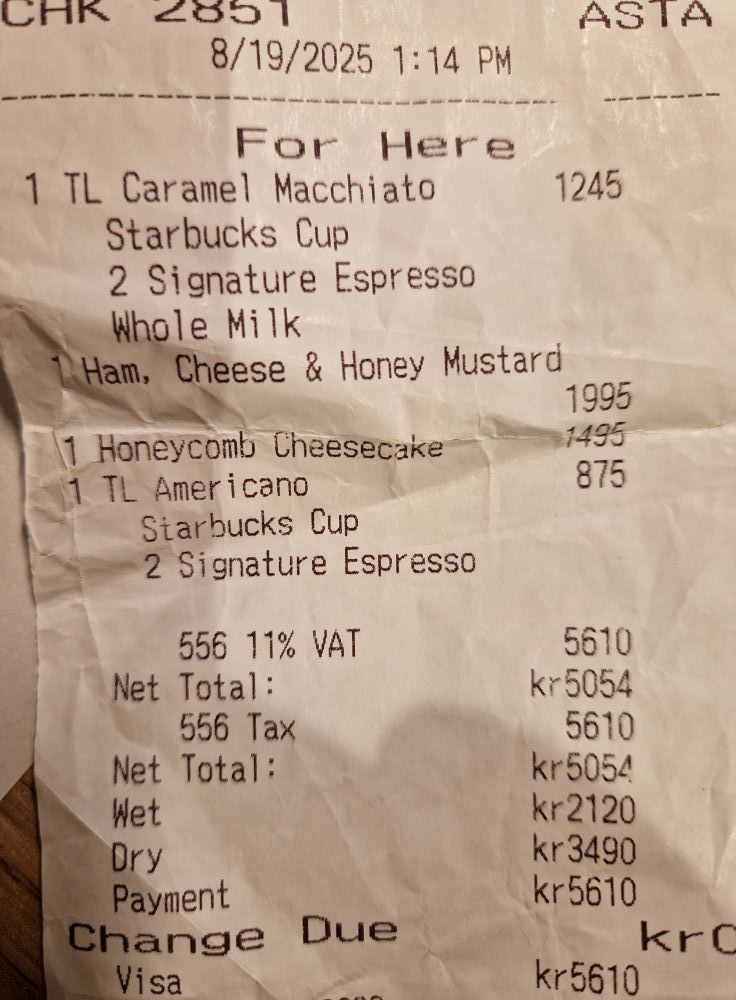 CHK 2851 ASTA
8/19/2025 1:14 PM
For Here
1 TL Caramel Macchiato 1245
Starbucks Cup
2 Signature Espresso
Whole Milk
1 Ham, Cheese & Honey Mustard
1995
1 Honeycomb Cheesecake 1495
1 TL Americano 875
Starbucks Cup
2 Signature Espresso
556 11% VAT 5610
Net Total: kr5054
556 Tax 5610
Net Total: kr5054
Wet kr2120
Dry kr3490
Payment kr5610
Change Due kr0
Visa kr5610